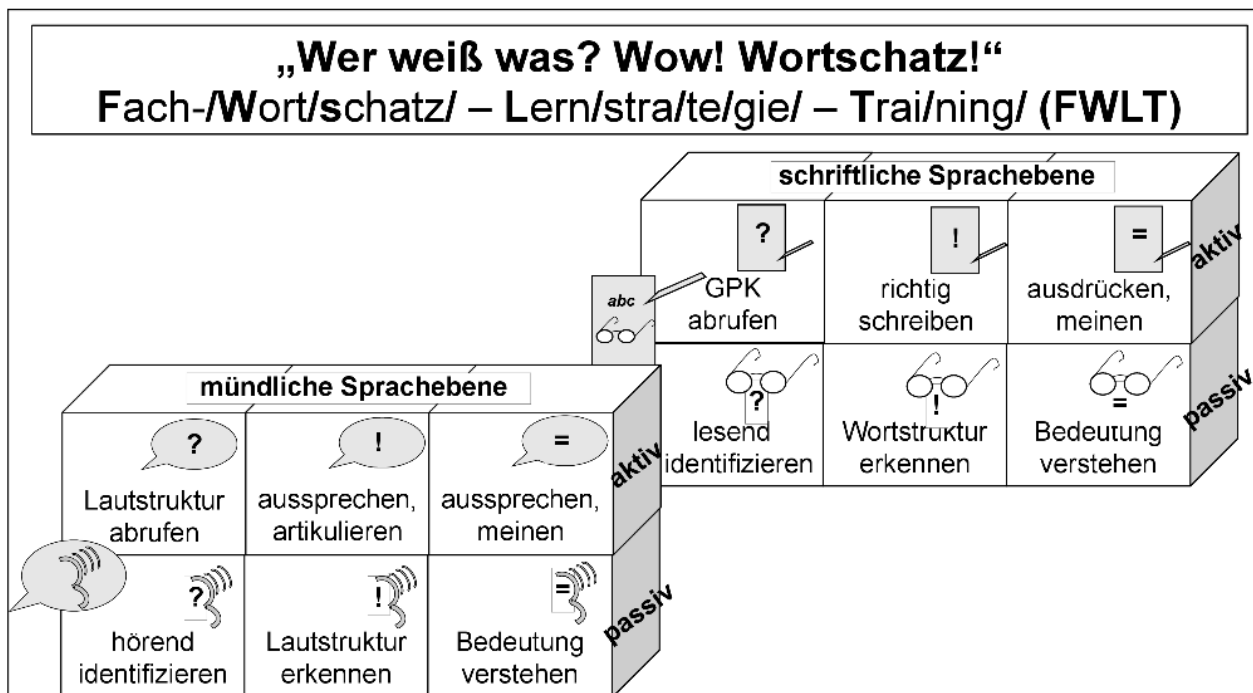 „Wer weiß was? Wow! Wortschatz!“
Fach-/Wort/schatz/ – Lern/stra/te/gie/ – Trai/ning/ (FWLT)
schriftliche Sprachebene
?
!
=
aktiv
GPK
abrufen
richtig
schreiben
ausdrücken,
meinen
abc
?
!
=
passiv
lesend
identifizieren
Wortstruktur
erkennen
Bedeutung
verstehen
mündliche Sprachebene
?
!
=
aktiv
Lautstruktur
abrufen
aussprechen,
artikulieren
aussprechen,
meinen
?
!
=
passiv
hörend
identifizieren
Lautstruktur
erkennen
Bedeutung
verstehen